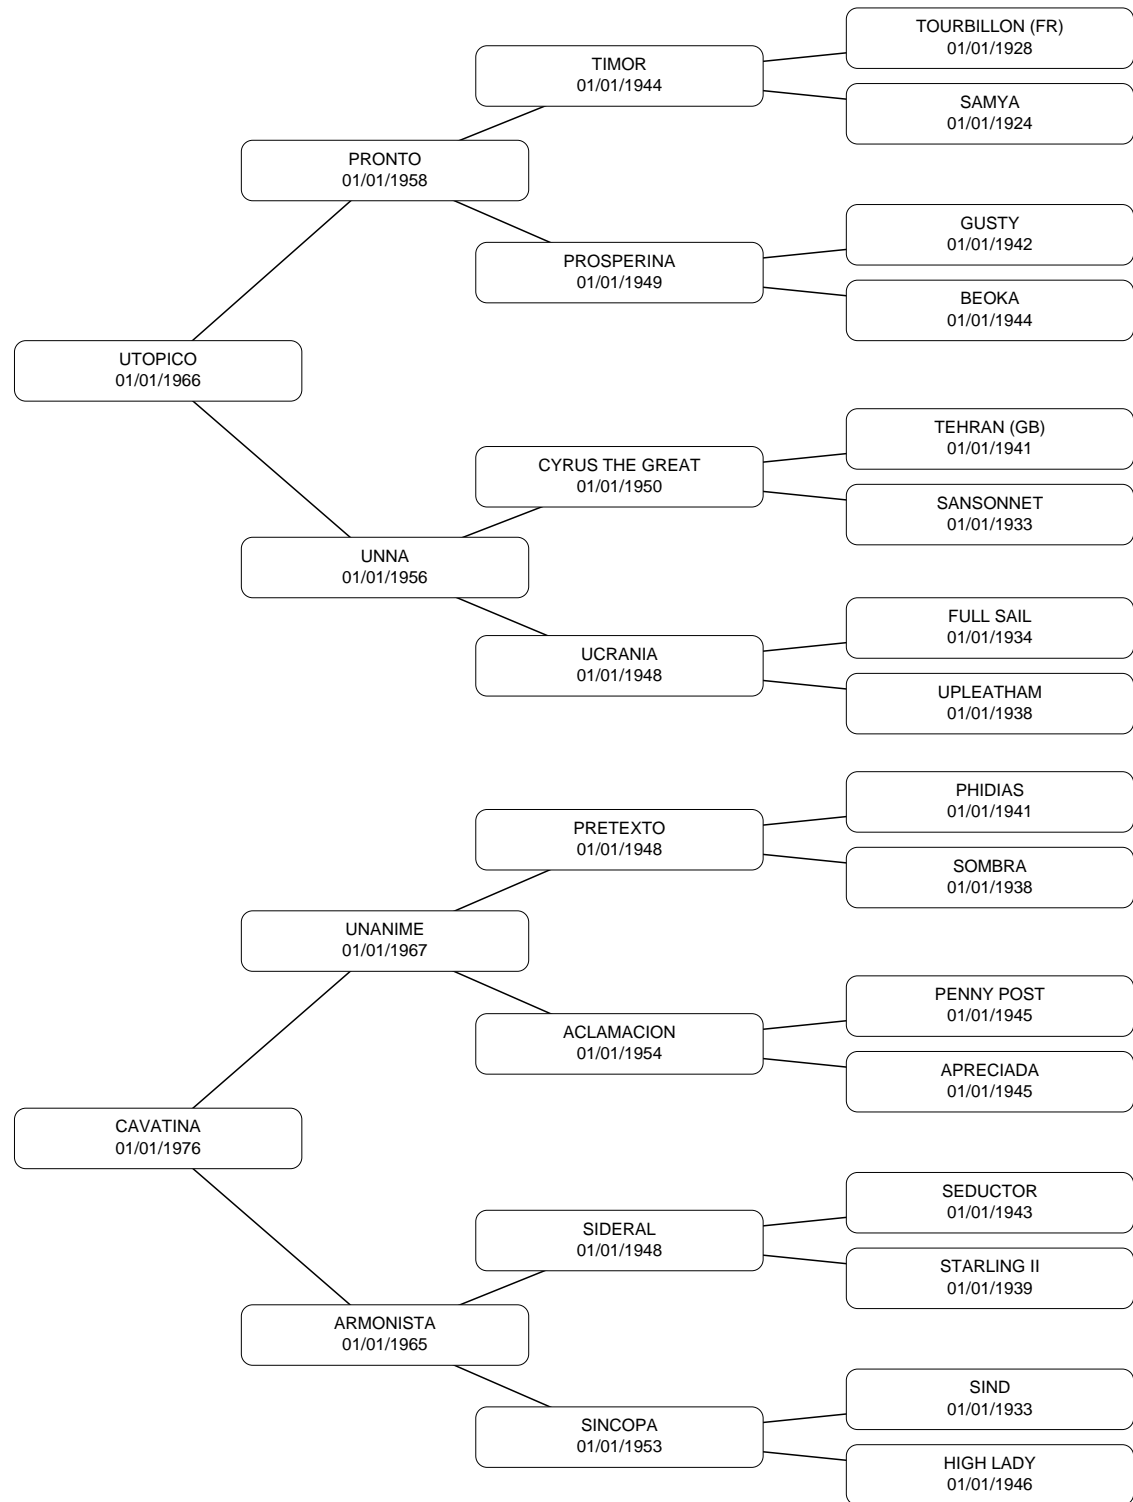 TOURBILLON (FR)
01/01/1928
TIMOR
01/01/1944
SAMYA
01/01/1924
PRONTO
01/01/1958
GUSTY
01/01/1942
PROSPERINA
01/01/1949
BEOKA
01/01/1944
UTOPICO
01/01/1966
TEHRAN (GB)
01/01/1941
CYRUS THE GREAT
01/01/1950
SANSONNET
01/01/1933
UNNA
01/01/1956
FULL SAIL
01/01/1934
UCRANIA
01/01/1948
UPLEATHAM
01/01/1938
PHIDIAS
01/01/1941
PRETEXTO
01/01/1948
SOMBRA
01/01/1938
UNANIME
01/01/1967
PENNY POST
01/01/1945
ACLAMACION
01/01/1954
APRECIADA
01/01/1945
CAVATINA
01/01/1976
SEDUCTOR
01/01/1943
SIDERAL
01/01/1948
STARLING II
01/01/1939
ARMONISTA
01/01/1965
SIND
01/01/1933
SINCOPA
01/01/1953
HIGH LADY
01/01/1946